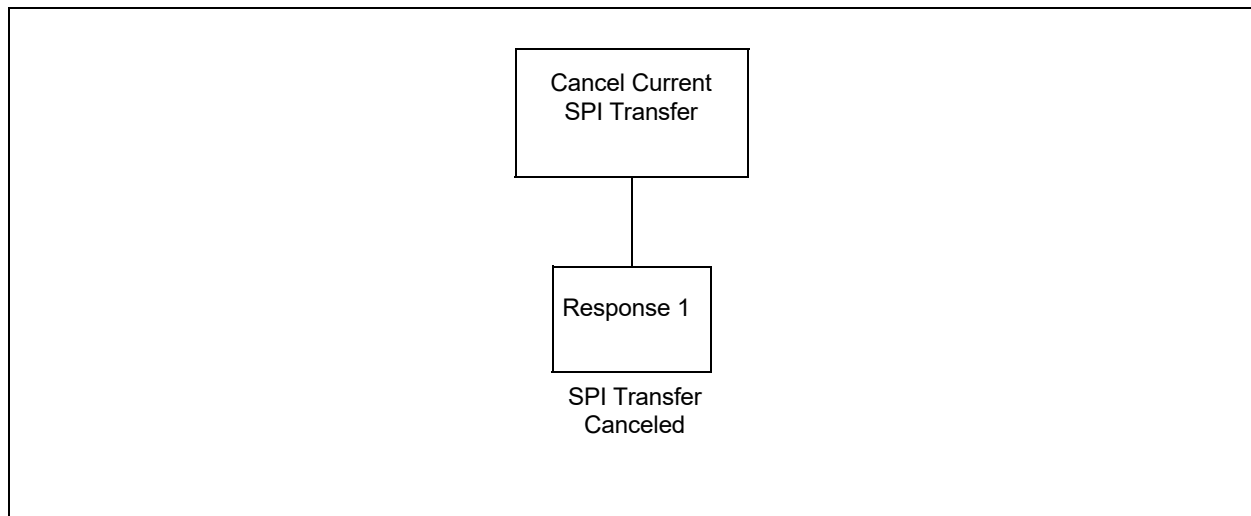 Cancel Current
SPI Transfer
Response 1
SPI Transfer
Canceled